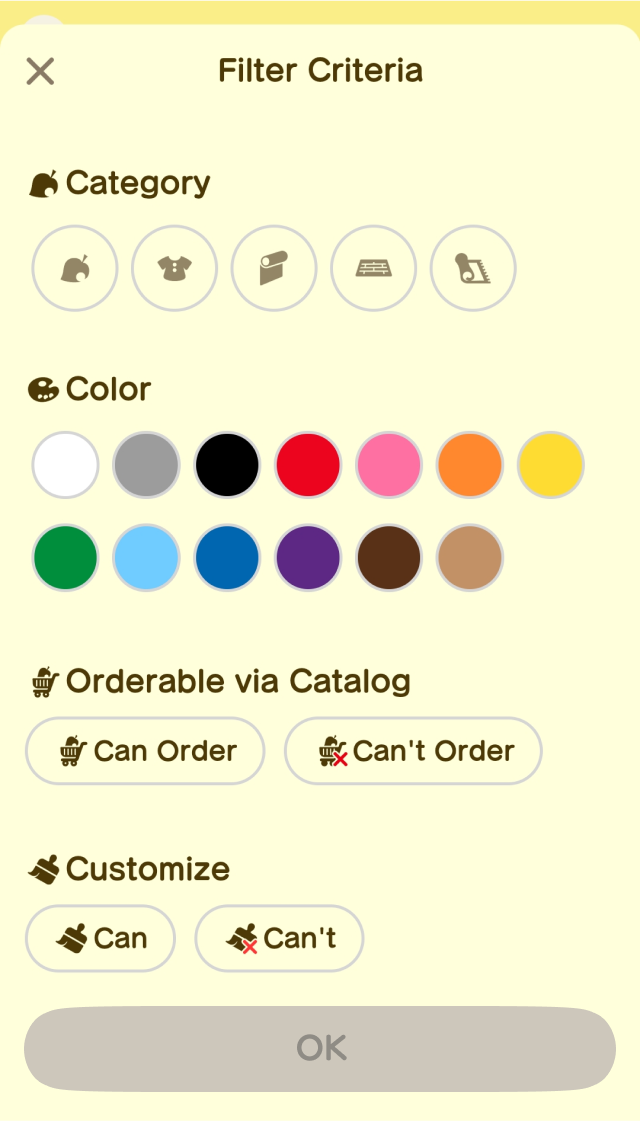 Filter Criteria
Category
Color
Orderable via Catalog
Can Order
Can't Order
Customize
Can
Can't
OK